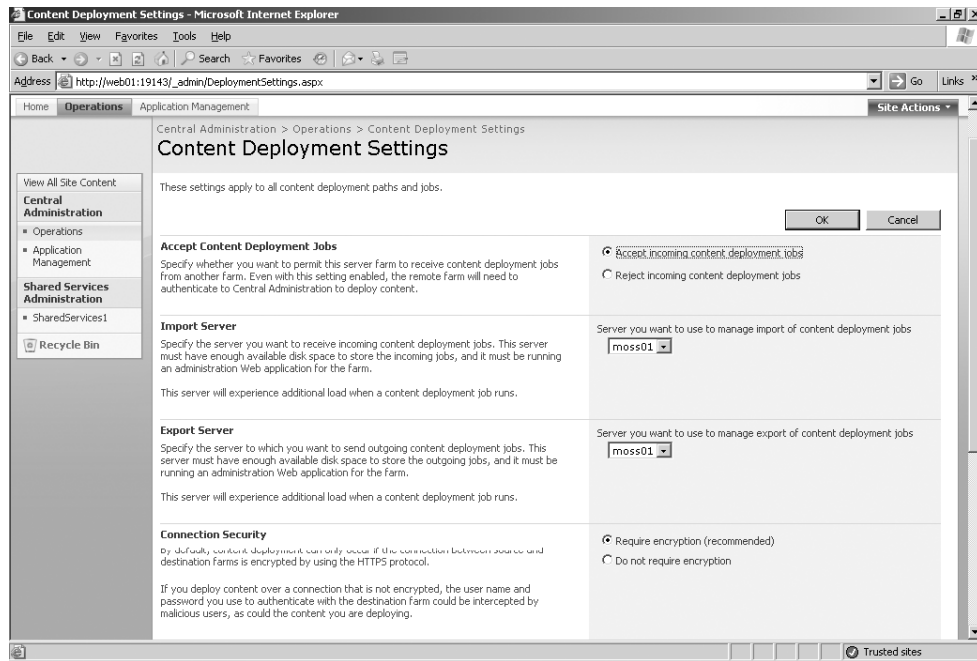 Content Deployment Settings - Microsoft Internet Explorer
File Edit View Favorites Tools Help
Back Search Favorites
Address http://web01:19143/_admin/DeploymentSettings.aspx Go Links »
Home Operations Application Management Site Actions
Central Administration > Operations > Content Deployment Settings
Content Deployment Settings
View All Site Content
Central
Administration
Operations
Application
Management
Shared Services
Administration
SharedServices1
Recycle Bin
These settings apply to all content deployment paths and jobs.
OK Cancel
Accept Content Deployment Jobs
Specify whether you want to permit this server farm to receive content deployment jobs
from another farm. Even with this setting enabled, the remote farm will need to
authenticate to Central Administration to deploy content.
Accept incoming content deployment jobs
Reject incoming content deployment jobs
Import Server
Specify the server you want to receive incoming content deployment jobs. This server
must have enough available disk space to store the incoming jobs, and it must be running
an administration Web application for the farm.
This server will experience additional load when a content deployment job runs.
Server you want to use to manage import of content deployment jobs
moss01
Export Server
Specify the server to which you want to send outgoing content deployment jobs. This
server must have enough available disk space to store the outgoing jobs, and it must be
running an administration Web application for the farm.
This server will experience additional load when a content deployment job runs.
Server you want to use to manage export of content deployment jobs
moss01
Connection Security
By default, content deployment can only occur if the connection between source and
destination farms is encrypted by using the HTTPS protocol.
If you deploy content over a connection that is not encrypted, the user name and
password you use to authenticate with the destination farm could be intercepted by
malicious users, as could the content you are deploying.
Require encryption (recommended)
Do not require encryption
Trusted sites